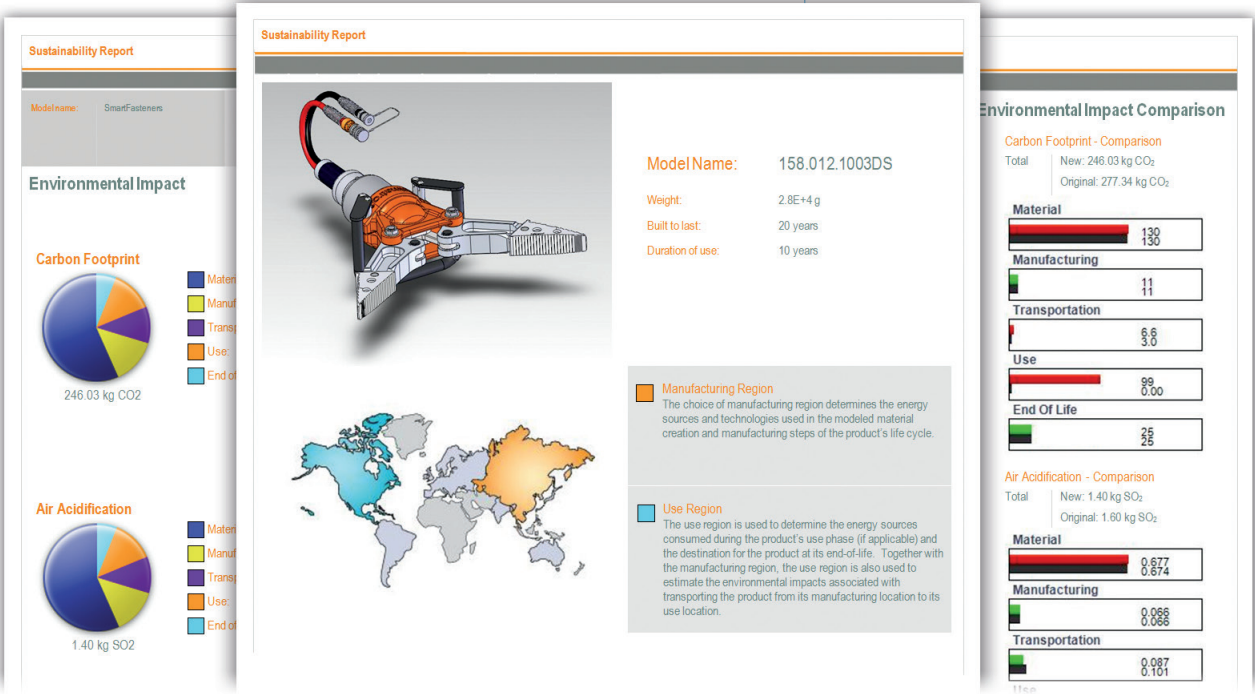 Sustainability Report
Model name: SmartFasteners
Environmental Impact
Carbon Footprint
Use:
246.03 kg CO2
Air Acidification
Use:
1.40 kg SO2
Sustainability Report
Model Name: 158.012.1003DS
Weight: 2.8E+4 g
Built to last: 20 years
Duration of use: 10 years
Manufacturing Region
The choice of manufacturing region determines the energy
sources and technologies used in the modeled material
creation and manufacturing steps of the product's life cycle.
Use Region
The use region is used to determine the energy sources
consumed during the product's use phase (if applicable) and
the destination for the product at its end-of-life. Together with
the manufacturing region, the use region is also used to
estimate the environmental impacts associated with
transporting the product from its manufacturing location to its
use location.
Environmental Impact Comparison
Carbon Footprint - Comparison
Total New: 246.03 kg CO₂
Original: 277.34 kg CO₂
Material
130
130
Manufacturing
11
11
Transportation
6.6
3.0
Use
99
0.00
End Of Life
25
25
Air Acidification - Comparison
Total New: 1.40 kg SO₂
Original: 1.60 kg SO₂
Material
0.677
0.674
Manufacturing
0.066
0.066
Transportation
0.087
0.101
Use